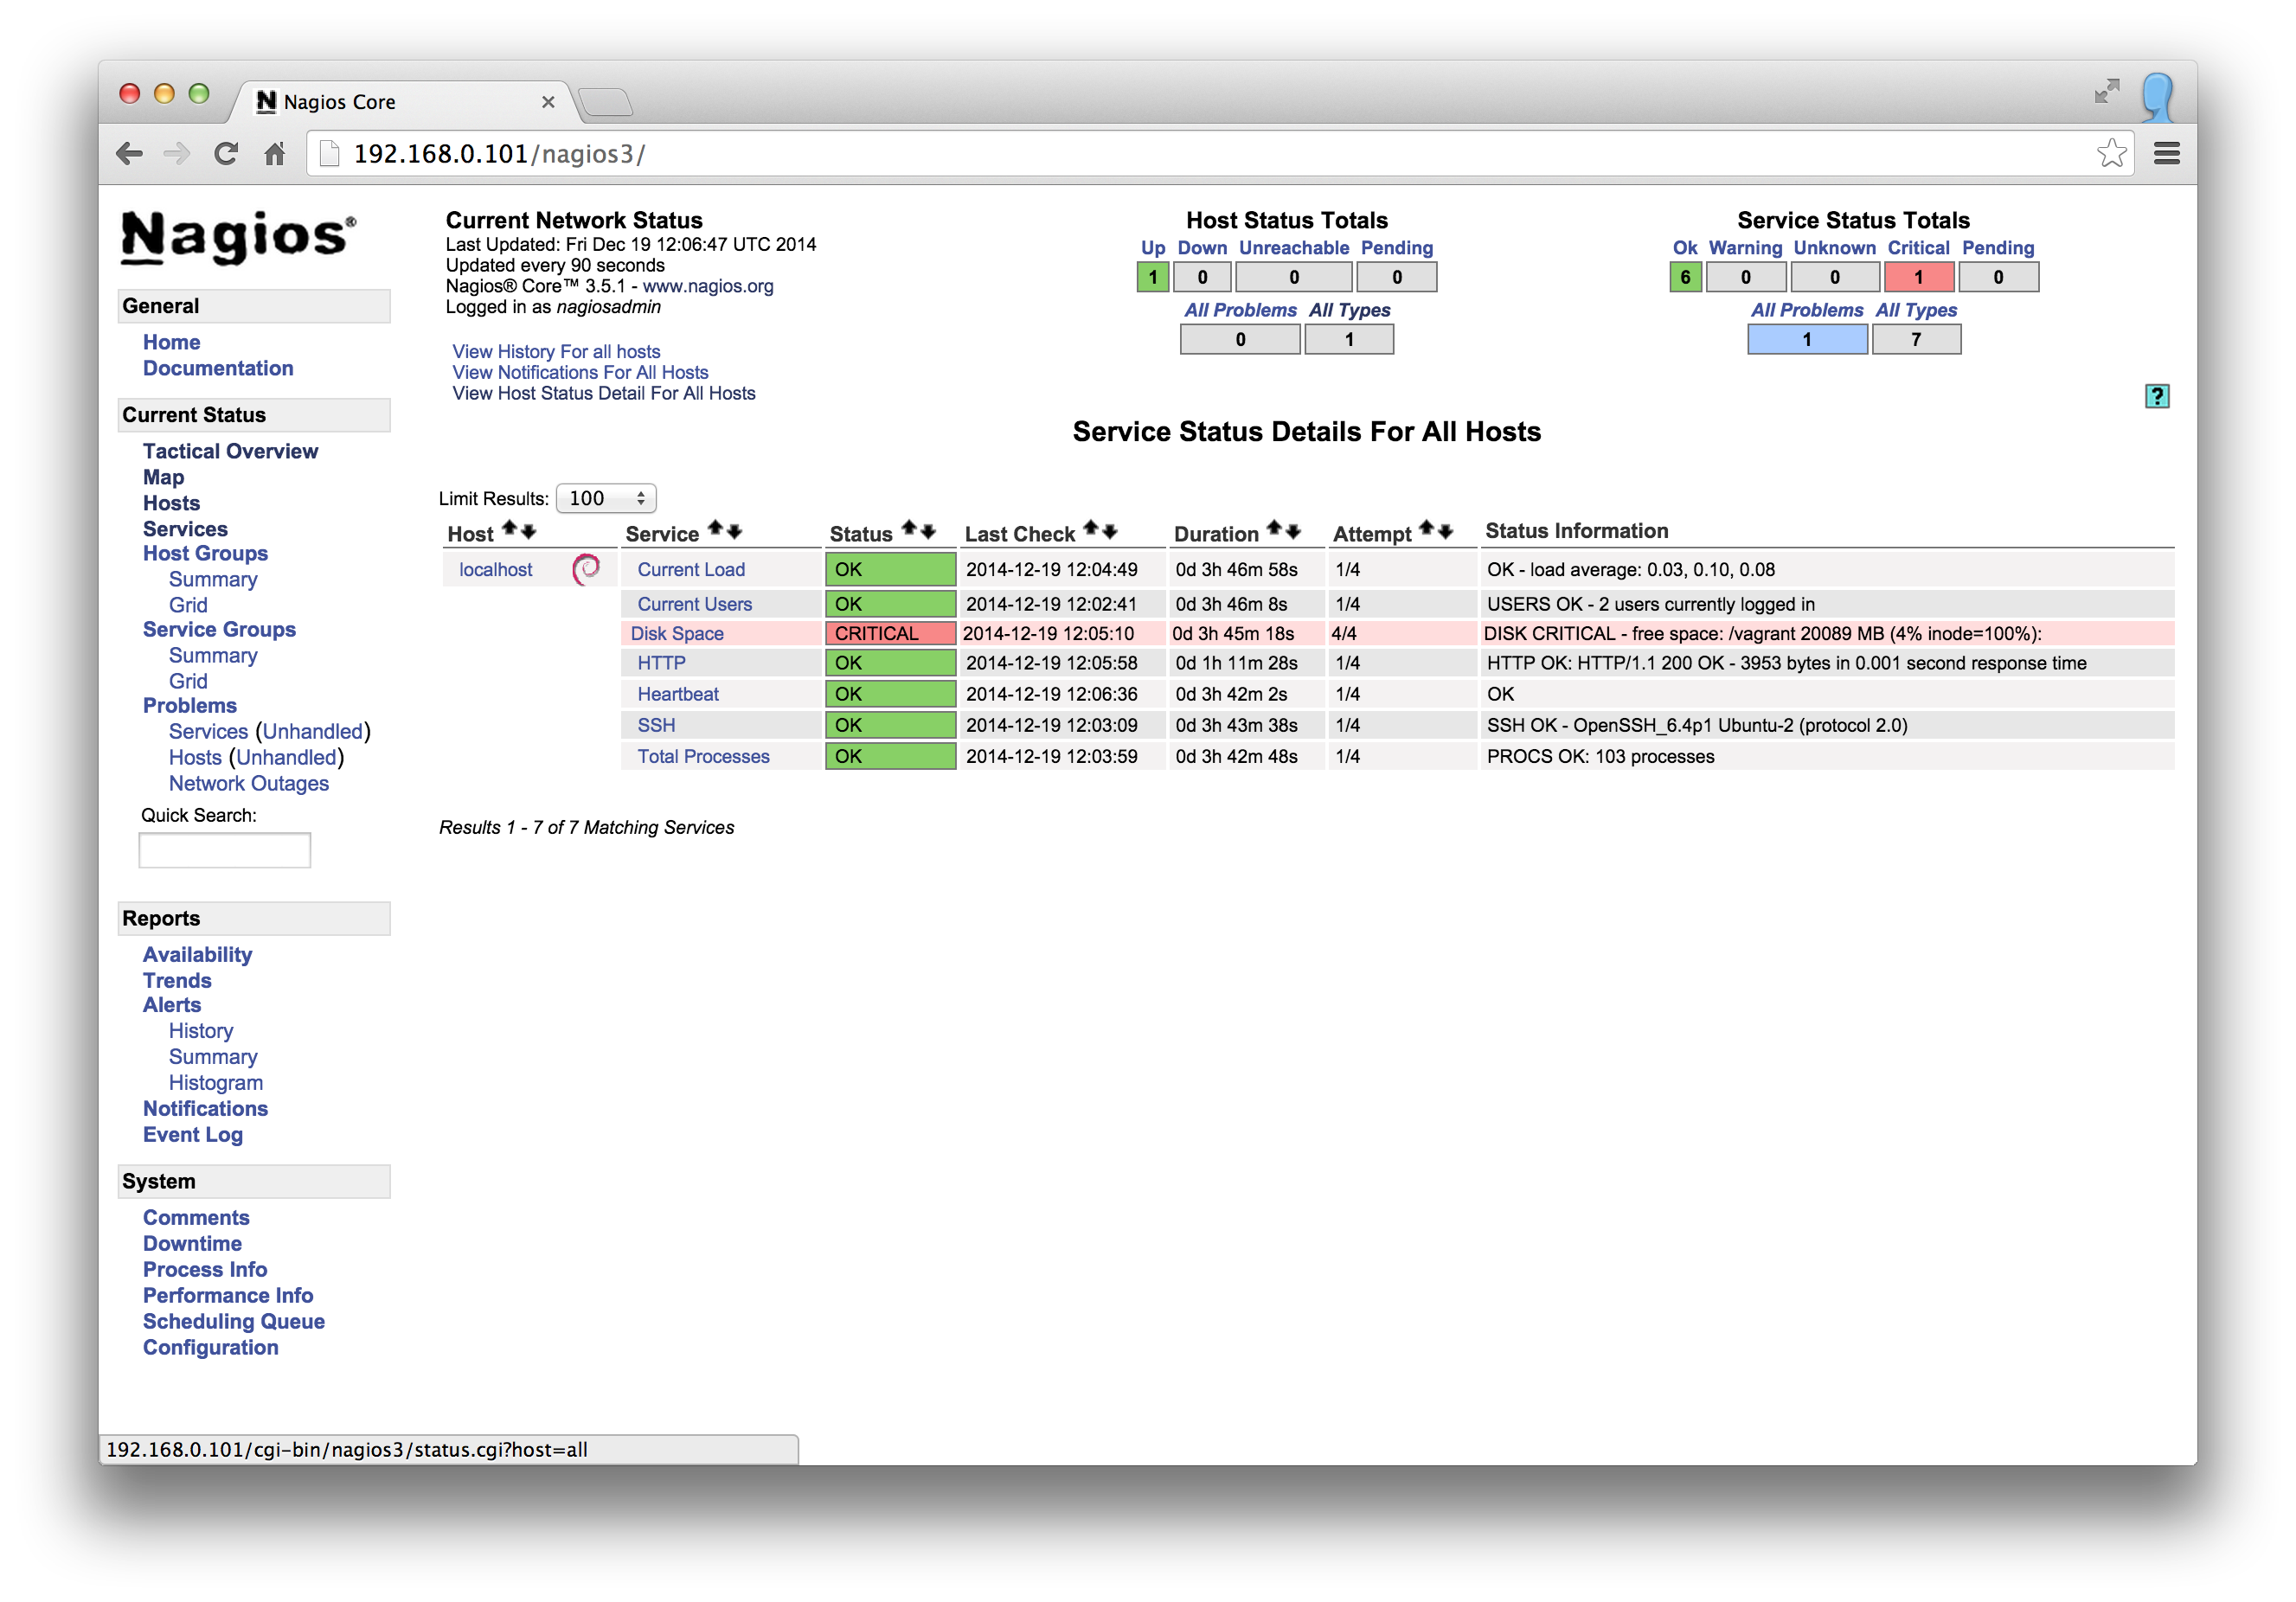 Nagios Core
192.168.0.101/nagios3/
Nagios®
General
Home
Documentation
Current Status
Tactical Overview
Map
Hosts
Services
Host Groups
Summary
Grid
Service Groups
Summary
Grid
Problems
Services (Unhandled)
Hosts (Unhandled)
Network Outages
Quick Search:
Reports
Availability
Trends
Alerts
History
Summary
Histogram
Notifications
Event Log
System
Comments
Downtime
Process Info
Performance Info
Scheduling Queue
Configuration
Current Network Status
Last Updated: Fri Dec 19 12:06:47 UTC 2014
Updated every 90 seconds
Nagios® Core™ 3.5.1 - www.nagios.org
Logged in as nagiosadmin
View History For all hosts
View Notifications For All Hosts
View Host Status Detail For All Hosts
Host Status Totals
Up Down Unreachable Pending
1 0 0 0
All Problems All Types
0 1
Service Status Totals
Ok Warning Unknown Critical Pending
6 0 0 1 0
All Problems All Types
1 7
?
Service Status Details For All Hosts
Limit Results: 100
Host Service Status Last Check Duration Attempt Status Information
localhost Current Load OK 2014-12-19 12:04:49 0d 3h 46m 58s 1/4 OK - load average: 0.03, 0.10, 0.08
Current Users OK 2014-12-19 12:02:41 0d 3h 46m 8s 1/4 USERS OK - 2 users currently logged in
Disk Space CRITICAL 2014-12-19 12:05:10 0d 3h 45m 18s 4/4 DISK CRITICAL - free space: /vagrant 20089 MB (4% inode=100%):
HTTP OK 2014-12-19 12:05:58 0d 1h 11m 28s 1/4 HTTP OK: HTTP/1.1 200 OK - 3953 bytes in 0.001 second response time
Heartbeat OK 2014-12-19 12:06:36 0d 3h 42m 2s 1/4 OK
SSH OK 2014-12-19 12:03:09 0d 3h 43m 38s 1/4 SSH OK - OpenSSH_6.4p1 Ubuntu-2 (protocol 2.0)
Total Processes OK 2014-12-19 12:03:59 0d 3h 42m 48s 1/4 PROCS OK: 103 processes
Results 1 - 7 of 7 Matching Services
192.168.0.101/cgi-bin/nagios3/status.cgi?host=all